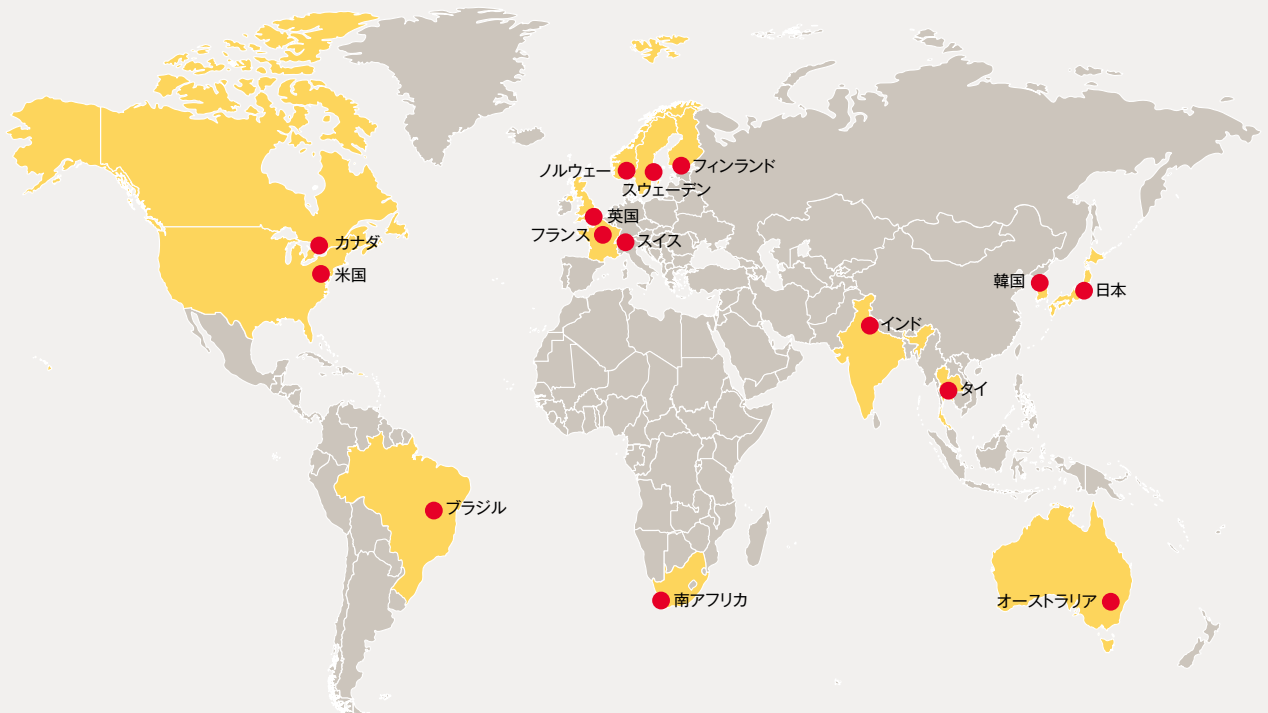 ノルウェー
フィンランド
スウェーデン
英国
フランス
スイス
カナダ
米国
韓国
日本
インド
タイ
ブラジル
南アフリカ
オーストラリア